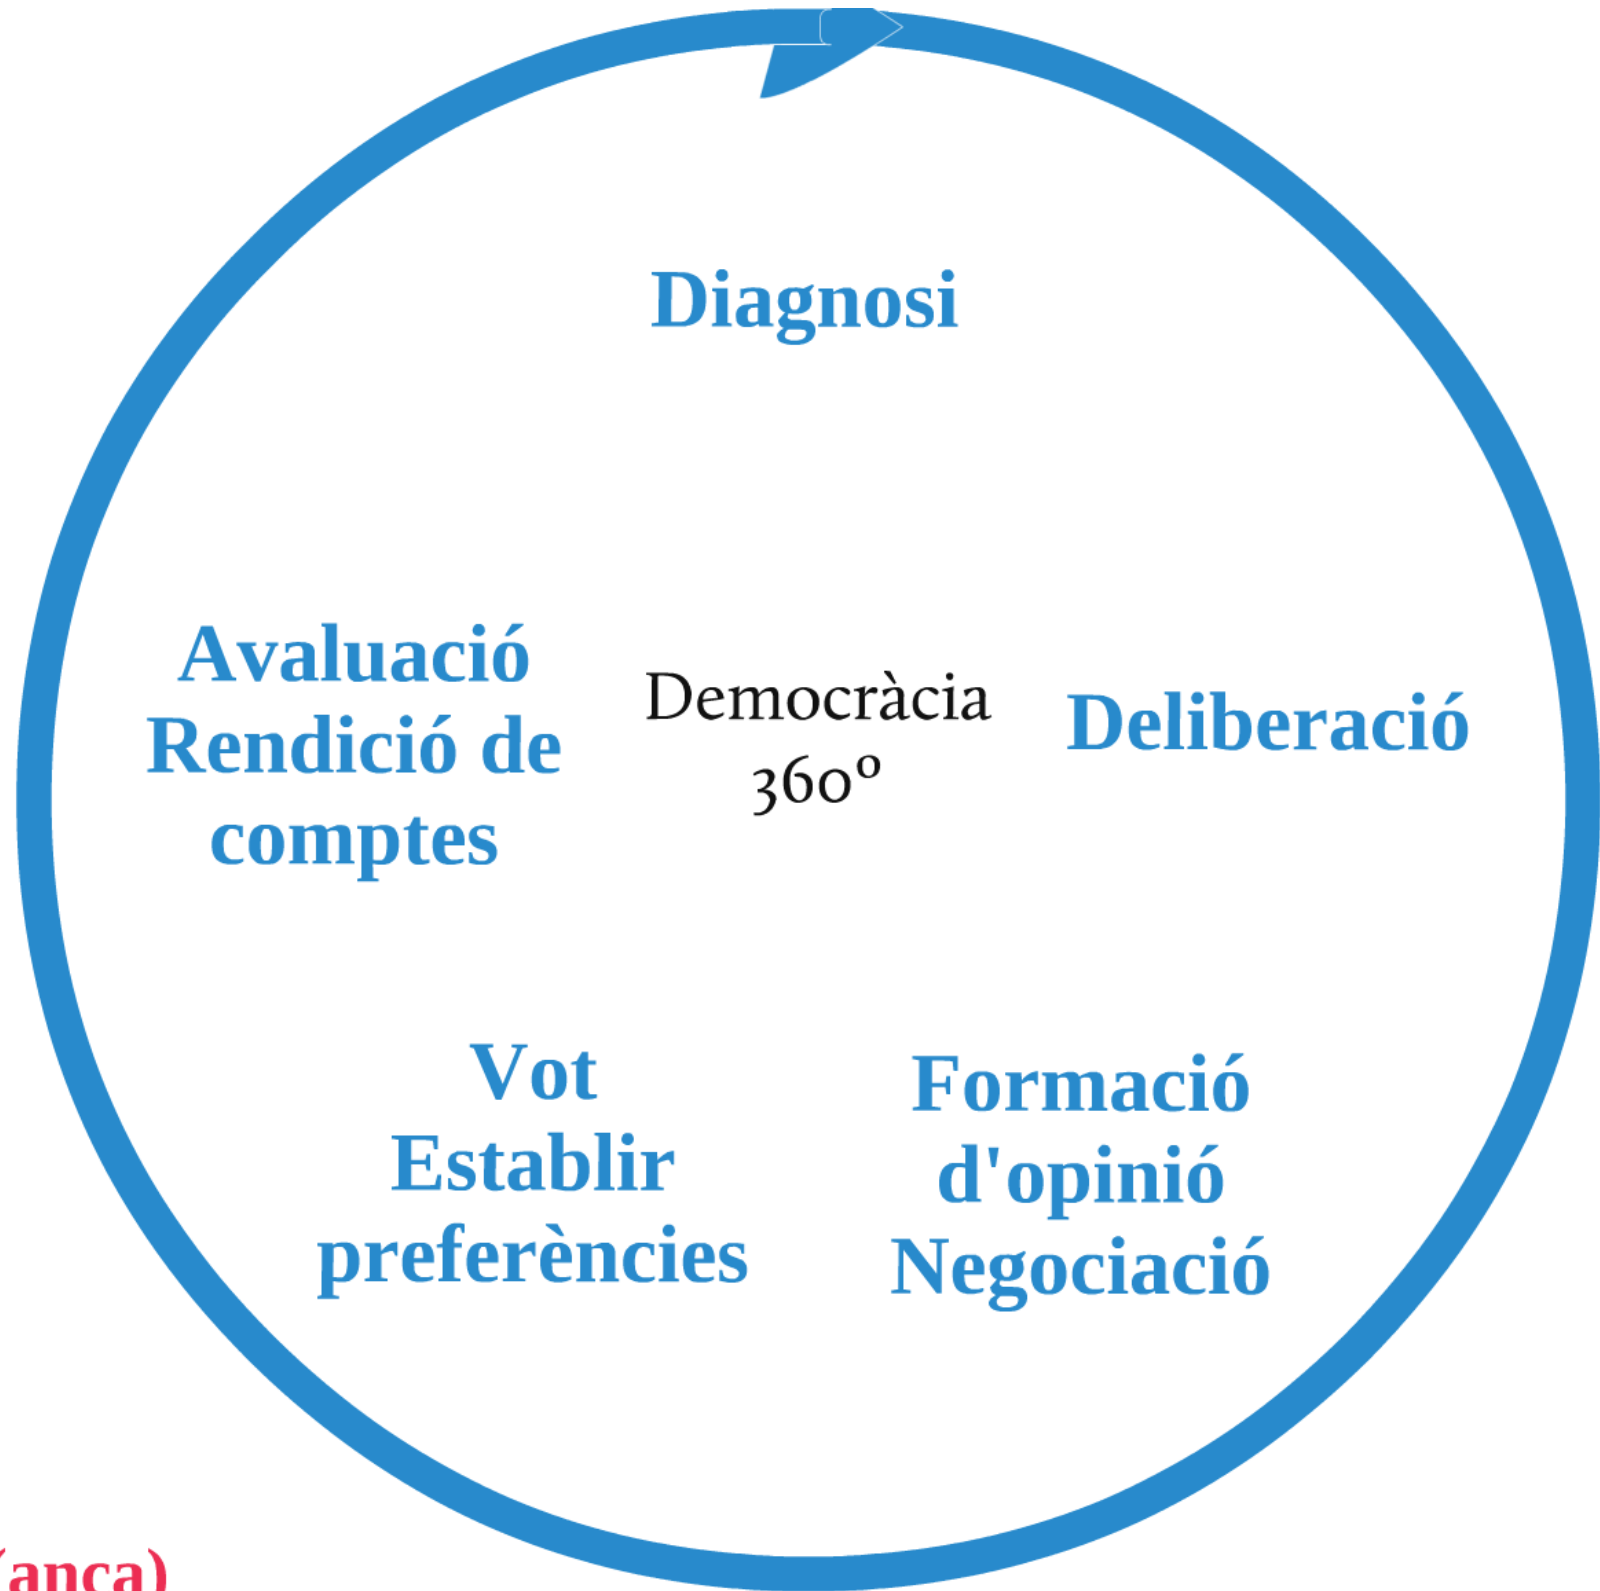 Diagnosi
Avaluació
Rendició de
comptes
Democràcia
360º
Deliberació
Vot
Establir
preferències
Formació
d'opinió
Negociació